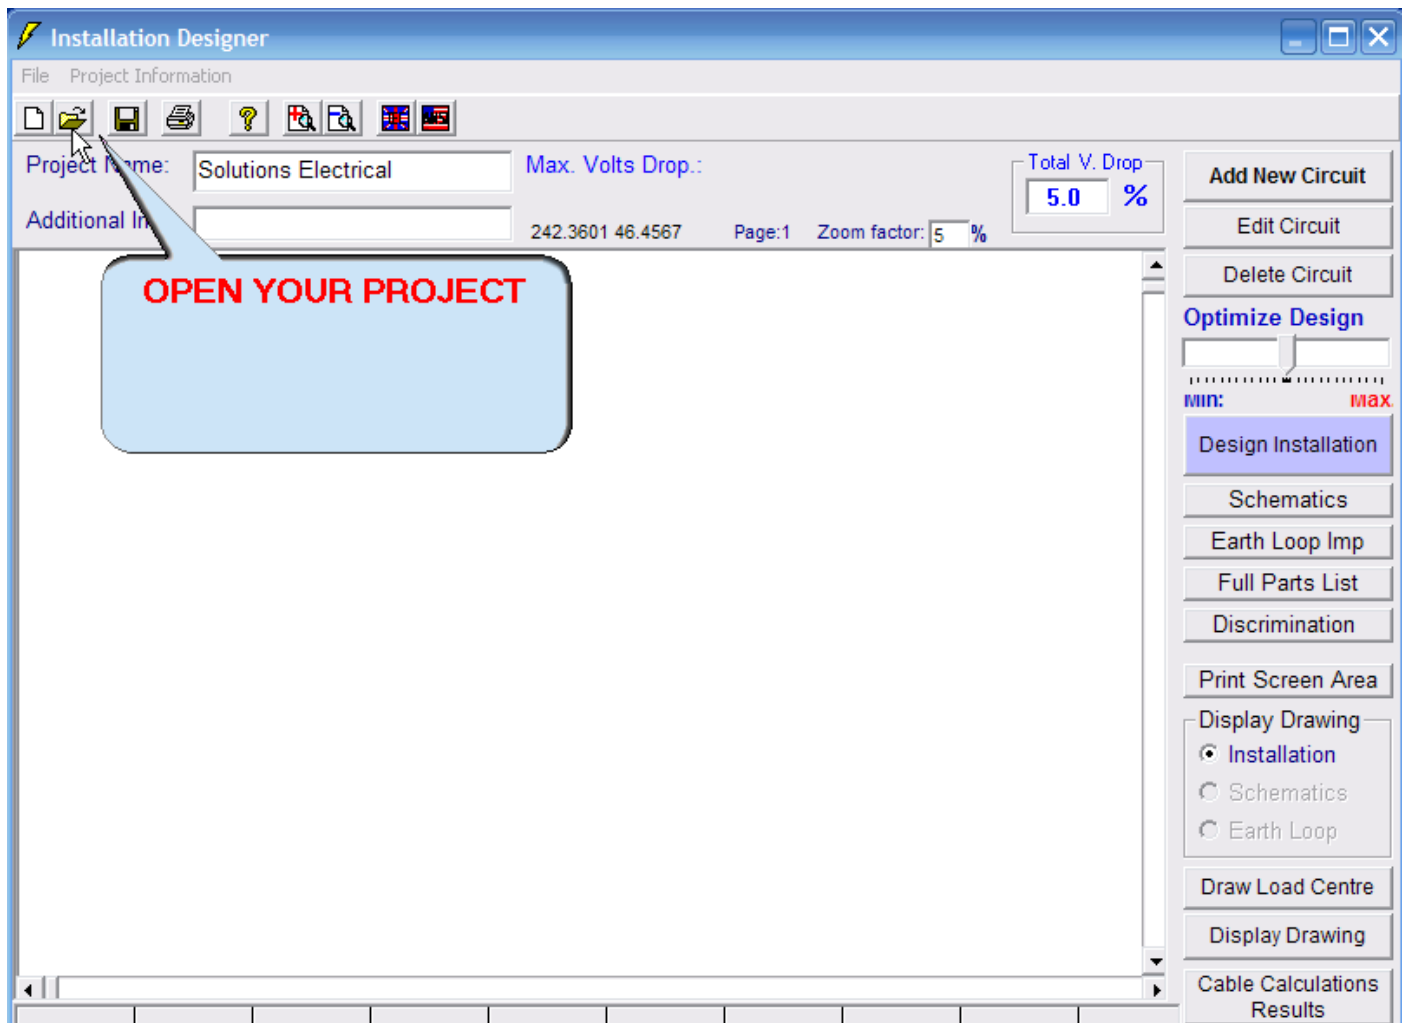 Installation Designer
File Project Information
Project Name: Solutions Electrical
Max. Volts Drop.:
Total V. Drop
5.0 %
Additional In
242.3601 46.4567 Page:1 Zoom factor: 5 %
OPEN YOUR PROJECT
Add New Circuit
Edit Circuit
Delete Circuit
Optimize Design
Min: Max.
Design Installation
Schematics
Earth Loop Imp
Full Parts List
Discrimination
Print Screen Area
Display Drawing
Installation
Schematics
Earth Loop
Draw Load Centre
Display Drawing
Cable Calculations
Results